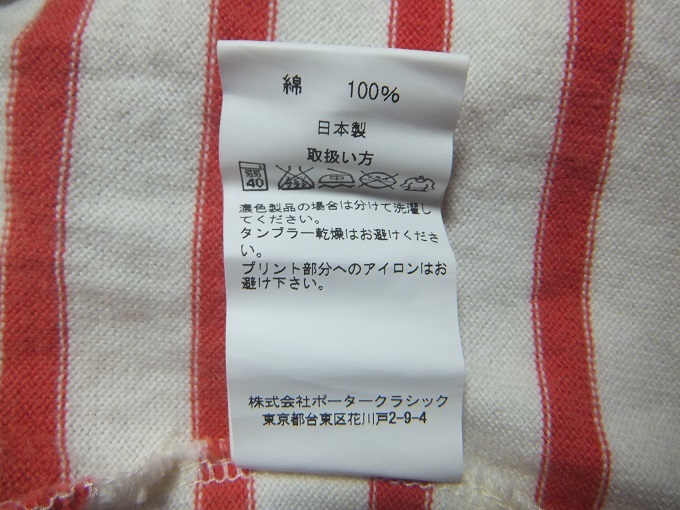 綿 100%
日本製
取扱い方
弱 40 中
濃色製品の場合は分けて洗濯し
てください。
タンブラー乾燥はお避けくださ
い。
プリント部分へのアイロンはお
避け下さい。
株式会社ポータークラシック
東京都台東区花川戸2-9-4